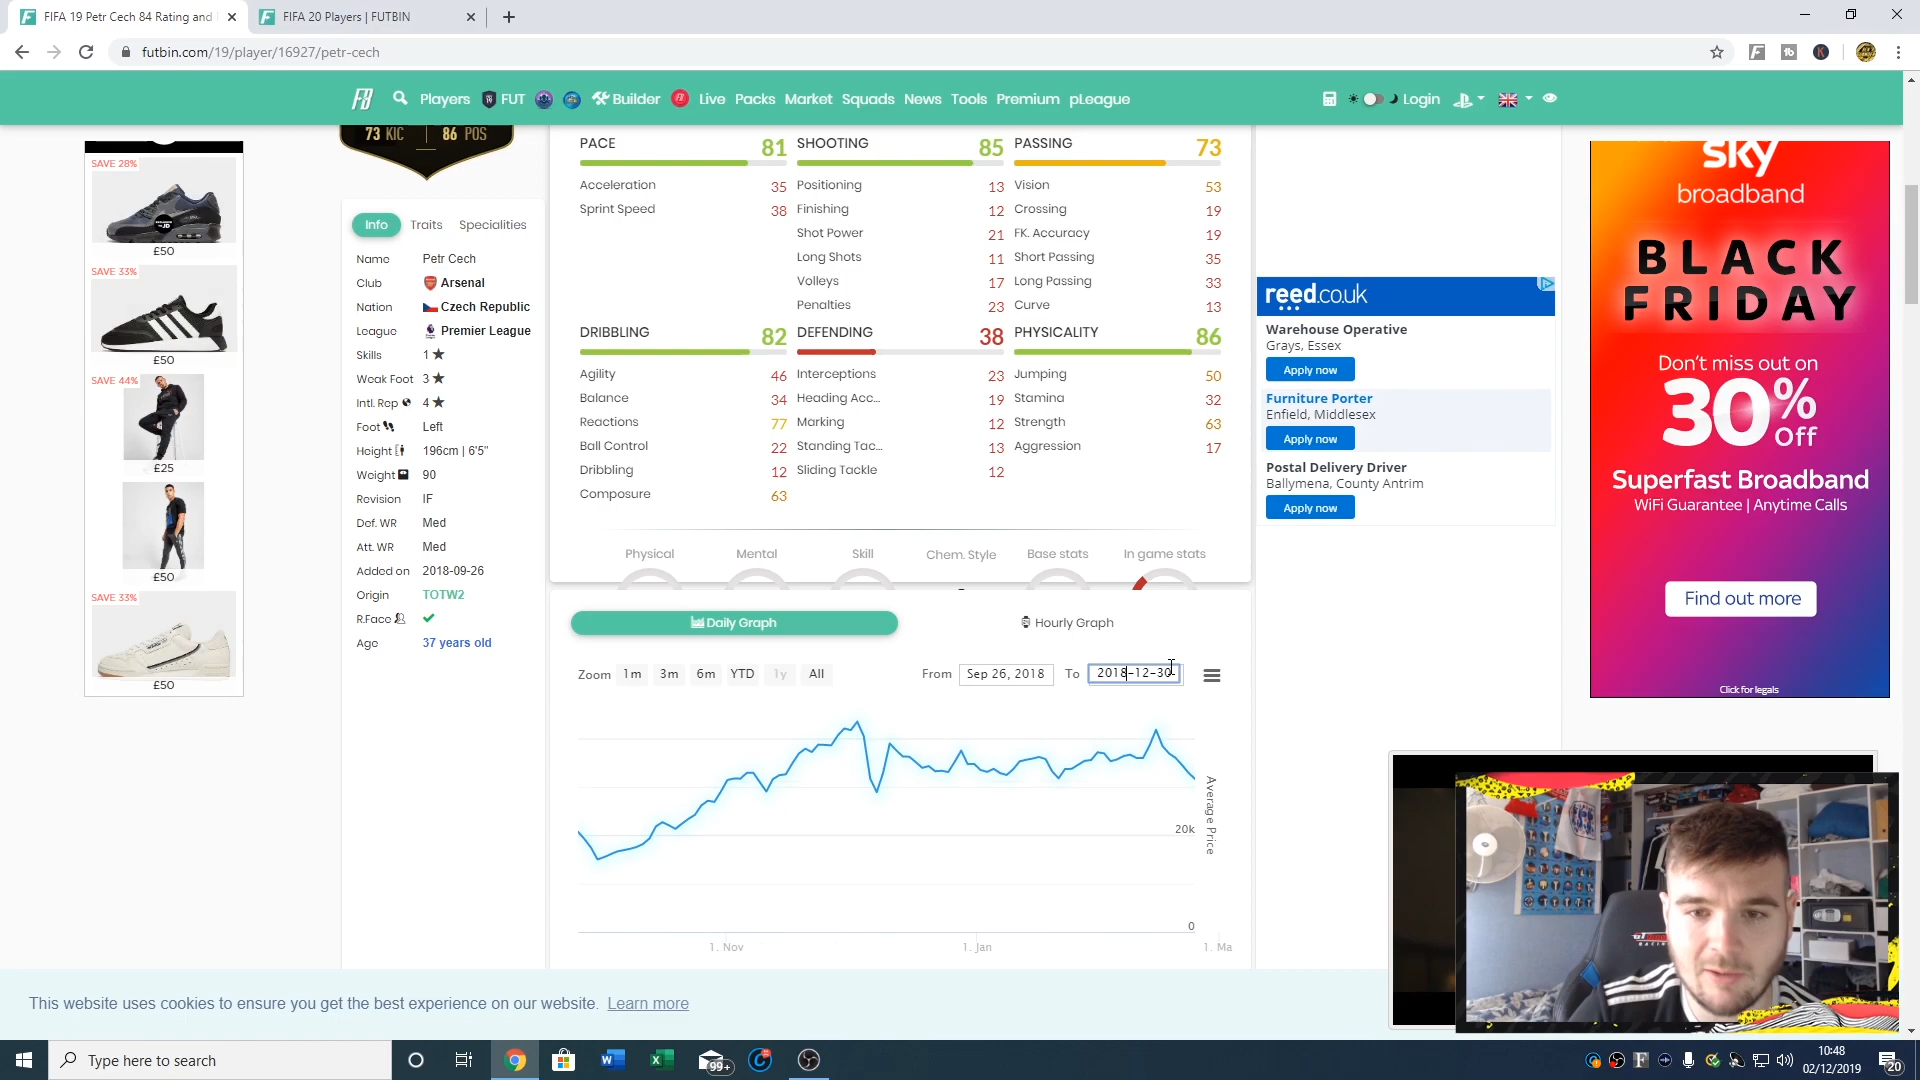 FIFA 19 Petr Cech 84 Rating and
FIFA 20 Players | FUTBIN
futbin.com/19/player/16927/petr-cech
Players FUT Builder Live Packs Market Squads News Tools Premium pLeague
Login
73 KIC 86 POS
SAVE 28%
£50
SAVE 33%
£50
SAVE 44%
£25
£50
SAVE 33%
£50
Info Traits Specialities
Name Petr Cech
Club Arsenal
Nation Czech Republic
League Premier League
Skills 1
Weak Foot 3
Intl. Rep 4
Foot Left
Height 196cm | 6'5"
Weight 90
Revision IF
Def. WR Med
Att. WR Med
Added on 2018-09-26
Origin TOTW2
R.Face
Age 37 years old
PACE 81
Acceleration 35
Sprint Speed 38
SHOOTING 85
Positioning 13
Finishing 12
Shot Power 21
Long Shots 11
Volleys 17
Penalties 23
PASSING 73
Vision 53
Crossing 19
FK. Accuracy 19
Short Passing 35
Long Passing 33
Curve 13
DRIBBLING 82
Agility 46
Balance 34
Reactions 77
Ball Control 22
Dribbling 12
Composure 63
DEFENDING 38
Interceptions 23
Heading Acc... 19
Marking 12
Standing Tac... 13
Sliding Tackle 12
PHYSICALITY 86
Jumping 50
Stamina 32
Strength 63
Aggression 17
Physical Mental Skill Chem. Style Base stats In game stats
Daily Graph
Hourly Graph
Zoom 1m 3m 6m YTD 1y All
From Sep 26, 2018 To 2018-12-30
Average Price
20k
0
1. Nov 1. Jan 1. Ma
reed.co.uk
Warehouse Operative
Grays, Essex
Apply now
Furniture Porter
Enfield, Middlesex
Apply now
Postal Delivery Driver
Ballymena, County Antrim
Apply now
sky
broadband
BLACK
FRIDAY
Don't miss out on
30% Off
Superfast Broadband
WiFi Guarantee | Anytime Calls
Find out more
Click for legals
This website uses cookies to ensure you get the best experience on our website. Learn more
Type here to search
99+
10:48
02/12/2019
20